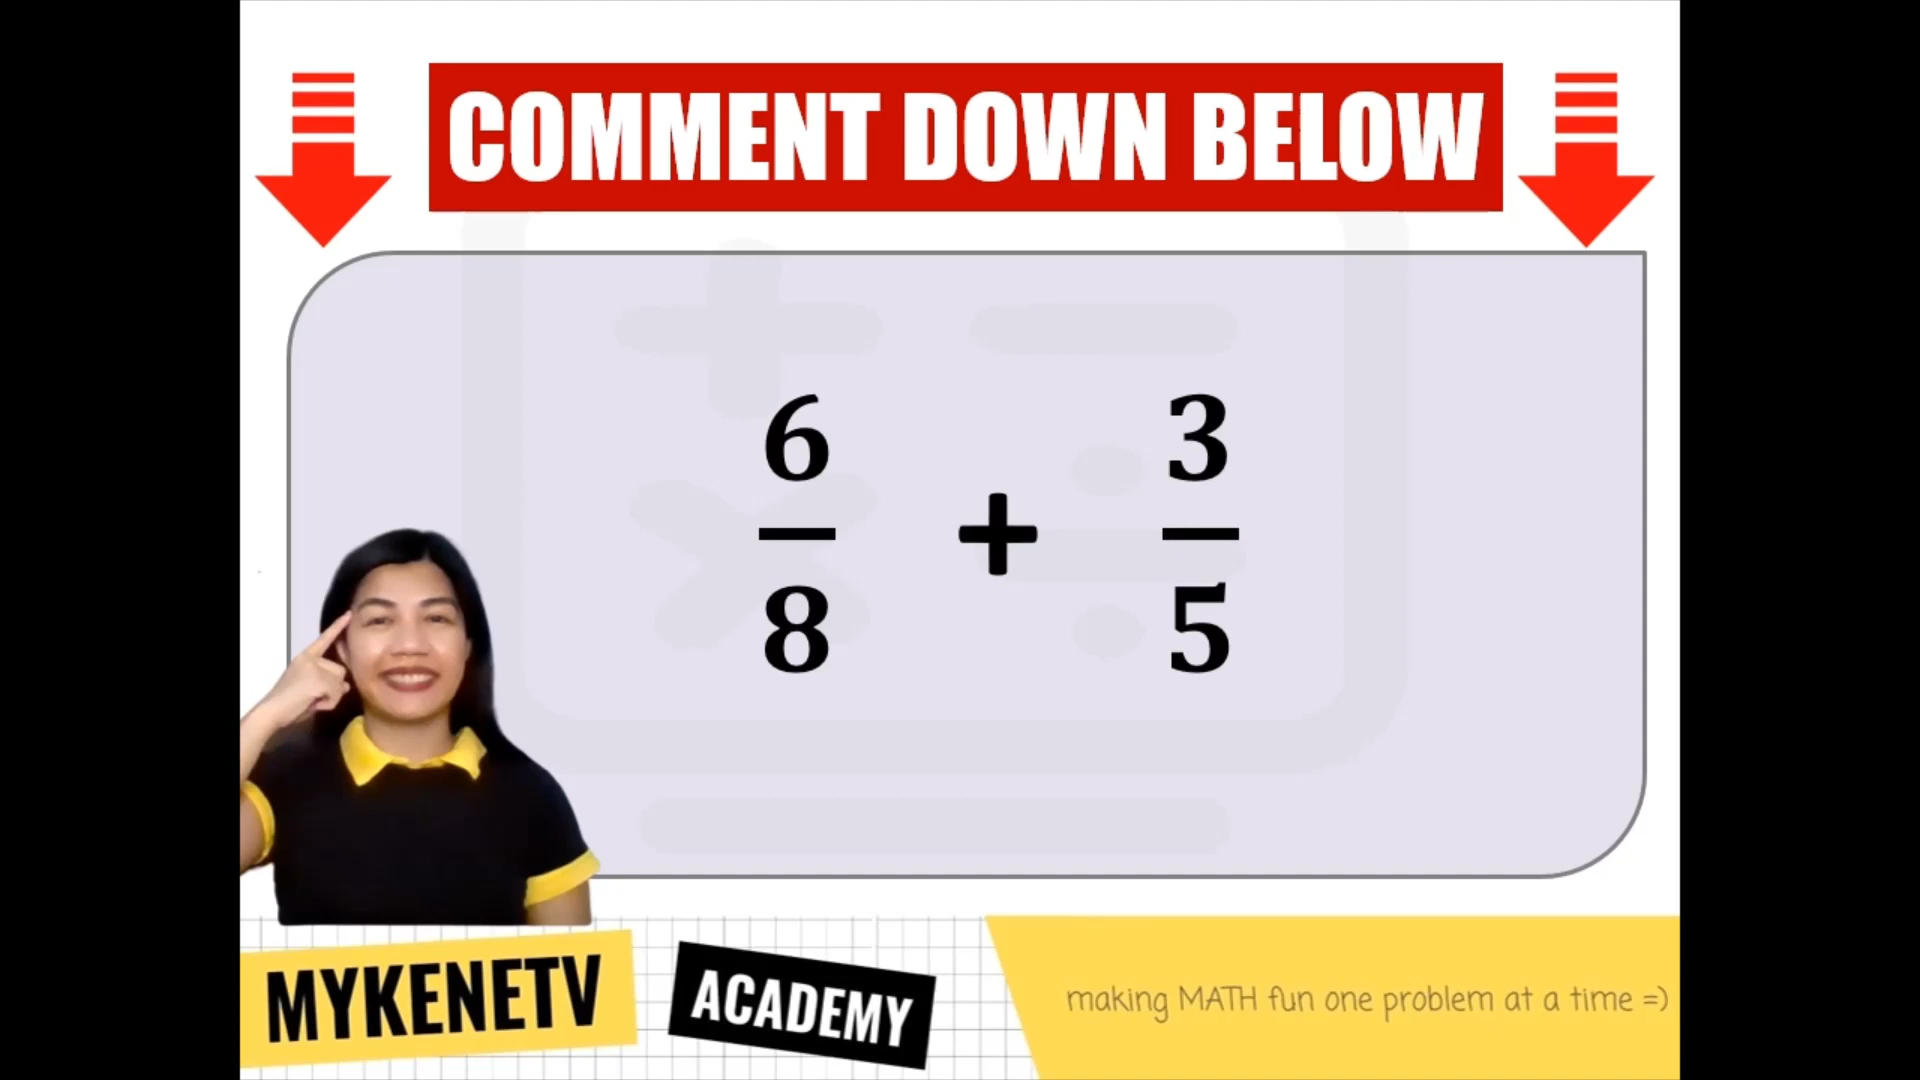 COMMENT DOWN BELOW
6
8
+
3
5
MYKENETV
ACADEMY
making MATH fun one problem at a time =)